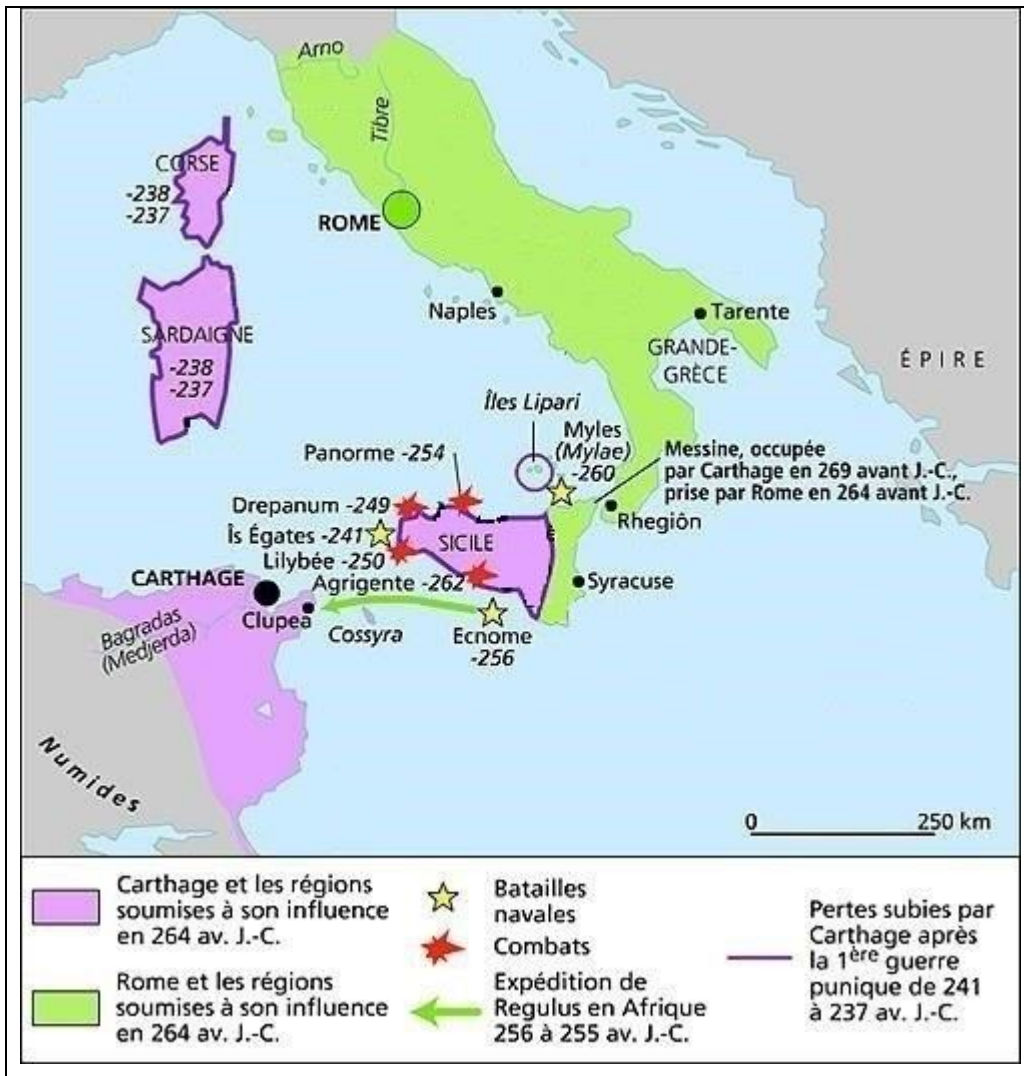 Arno
Tibre
CORSE
-238
-237
ROME
Naples
Tarente
SARDAIGNE
-238
-237
GRANDE-
GRÈCE
ÉPIRE
Îles Lipari
Myles
(Mylae)
-260
Panorme -254
Messine, occupée
par Carthage en 269 avant J.-C.,
prise par Rome en 264 avant J.-C.
Drepanum -249
Rhegiôn
Îs Égates -241
SICILE
Lilybée -250
CARTHAGE
Agrigente -262
Syracuse
Clupea
Cossyra
Ecnome
-256
Bagradas
(Medjerda)
Numides
0 250 km
Carthage et les régions
soumises à son influence
en 264 av. J.-C.
Rome et les régions
soumises à son influence
en 264 av. J.-C.
Batailles
navales
Combats
Expédition de
Regulus en Afrique
256 à 255 av. J.-C.
Pertes subies par
Carthage après
la 1ère guerre
punique de 241
à 237 av. J.-C.